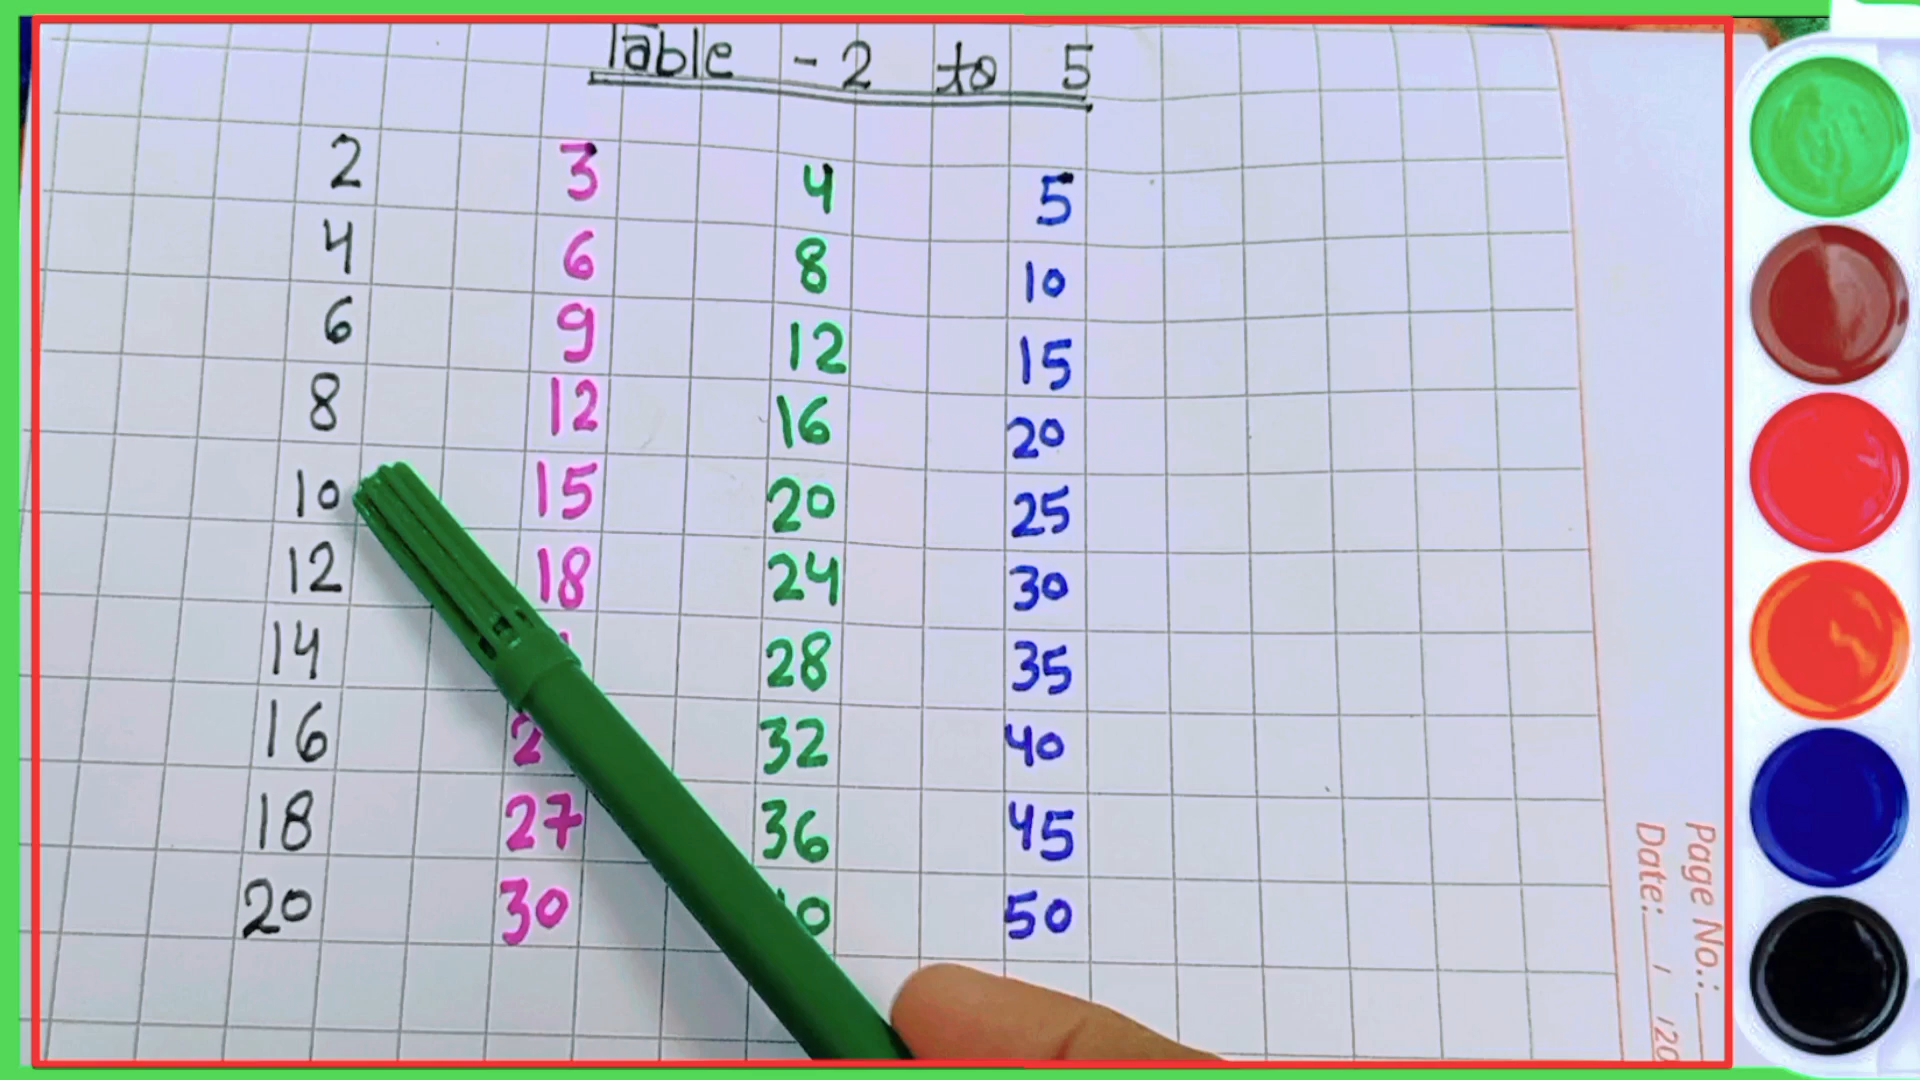 Table - 2 to 5
2 3 4 5
4 6 8 10
6 9 12 15
8 12 16 20
10 15 20 25
12 18 24 30
14 28 35
16 32 40
18 27 36 45
20 30 50
Page No.:
Date: / /20